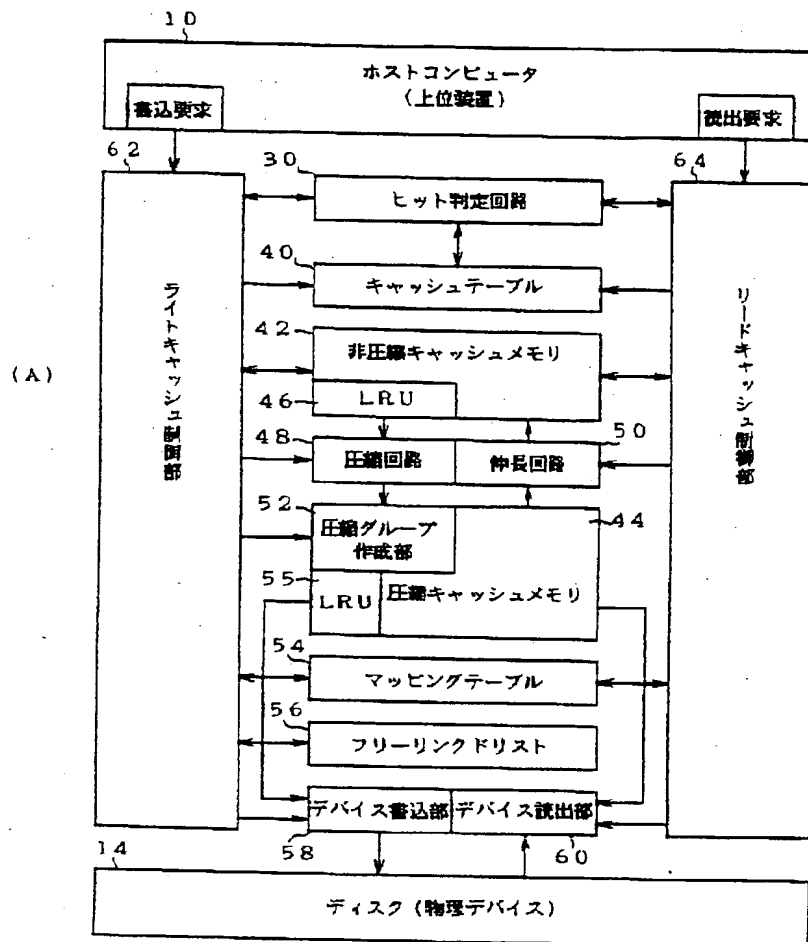 10
ホストコンピュータ
(上位装置)
書込要求
読出要求
62
30
64
ヒット判定回路
40
キャッシュテーブル
42
非圧縮キャッシュメモリ
(A)
46
LRU
50
48
圧縮回路
伸長回路
52
圧縮グループ
作成部
44
55
LRU
圧縮キャッシュメモリ
54
マッピングテーブル
56
フリーリンクドリスト
デバイス書込部
デバイス読出部
58
60
14
ディスク(物理デバイス)
ライトキャッシュ制御部
リードキャッシュ制御部